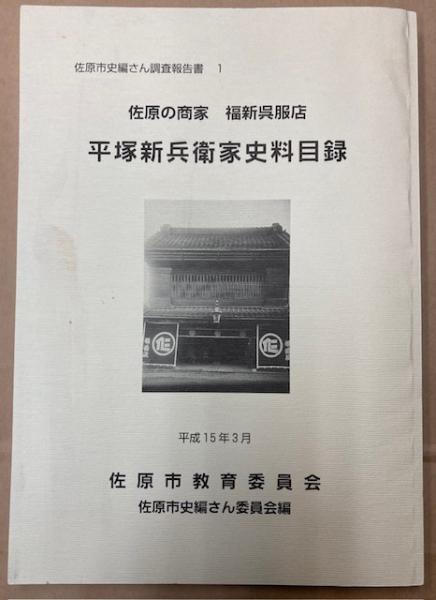 佐原市史編さん調査報告書 1
佐原の商家 福新呉服店
平塚新兵衛家史料目録
平成15年3月
佐原市教育委員会
佐原市史編さん委員会編